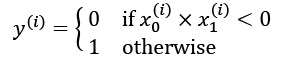 y^{(i)} = { 0 if x_0^{(i)} × x_1^{(i)} < 0
1 otherwise